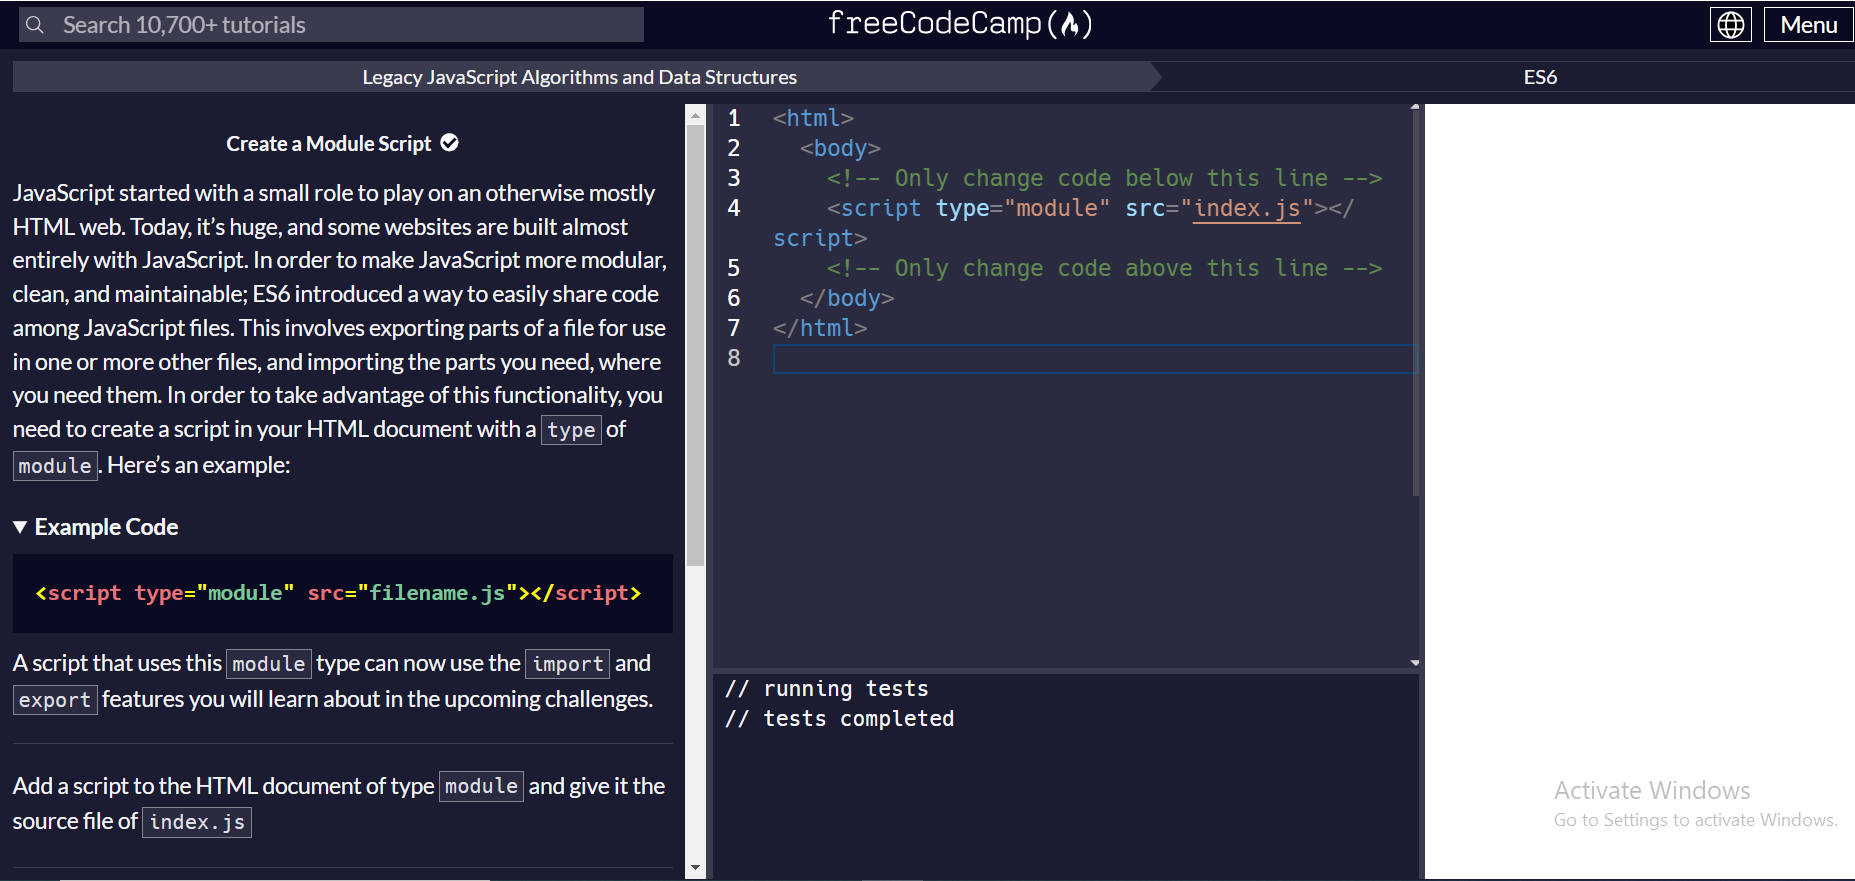 Search 10,700+ tutorials
freeCodeCamp
Menu
Legacy JavaScript Algorithms and Data Structures
ES6
Create a Module Script
JavaScript started with a small role to play on an otherwise mostly
HTML web. Today, it’s huge, and some websites are built almost
entirely with JavaScript. In order to make JavaScript more modular,
clean, and maintainable; ES6 introduced a way to easily share code
among JavaScript files. This involves exporting parts of a file for use
in one or more other files, and importing the parts you need, where
you need them. In order to take advantage of this functionality, you
need to create a script in your HTML document with a type of
module. Here’s an example:
Example Code
<script type="module" src="filename.js"></script>
A script that uses this module type can now use the import and
export features you will learn about in the upcoming challenges.
Add a script to the HTML document of type module and give it the
source file of index.js
1 <html>
2 <body>
3 <!-- Only change code below this line -->
4 <script type="module" src="index.js"></
script>
5 <!-- Only change code above this line -->
6 </body>
7 </html>
8
// running tests
// tests completed
Activate Windows
Go to Settings to activate Windows.